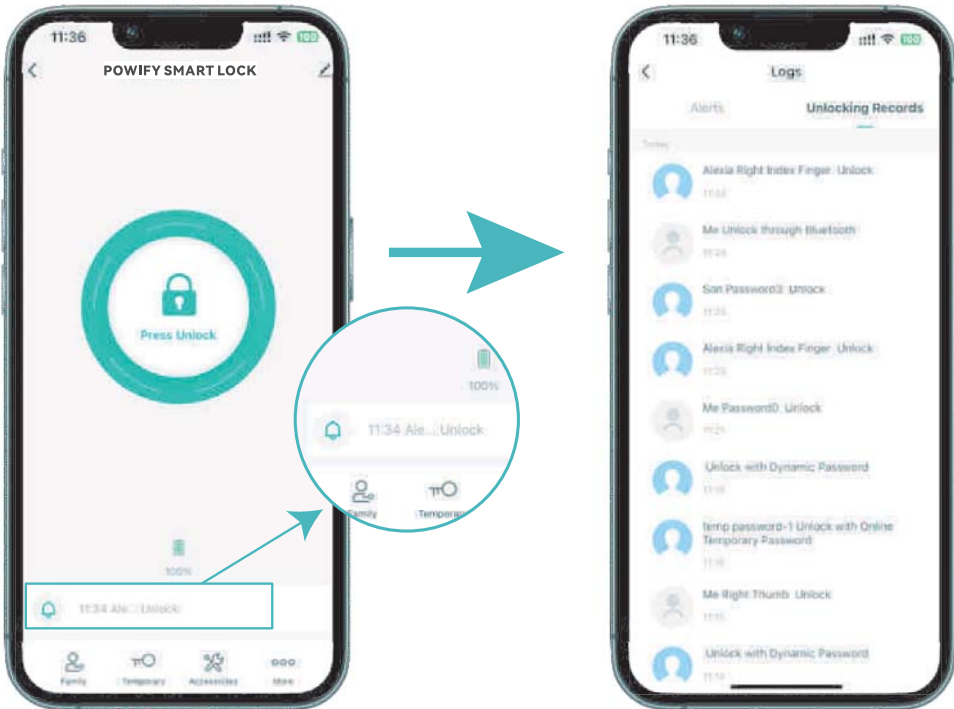 11:36
100
POWIFY SMART LOCK
Press Unlock
100%
11:34 Ale... Unlock
Family
Temporary
Accessories
More
100%
11:34 Ale... Unlock
Family
Temporary
11:36
100
Logs
Alerts
Unlocking Records
Today
Alexia Right Index Finger Unlock
Me Unlock through Bluetooth
Son Password3 Unlock
Alexia Right Index Finger Unlock
Me Password0 Unlock
Unlock with Dynamic Password
temp password-1 Unlock with Online
Temporary Password
Me Right Thumb Unlock
Unlock with Dynamic Password